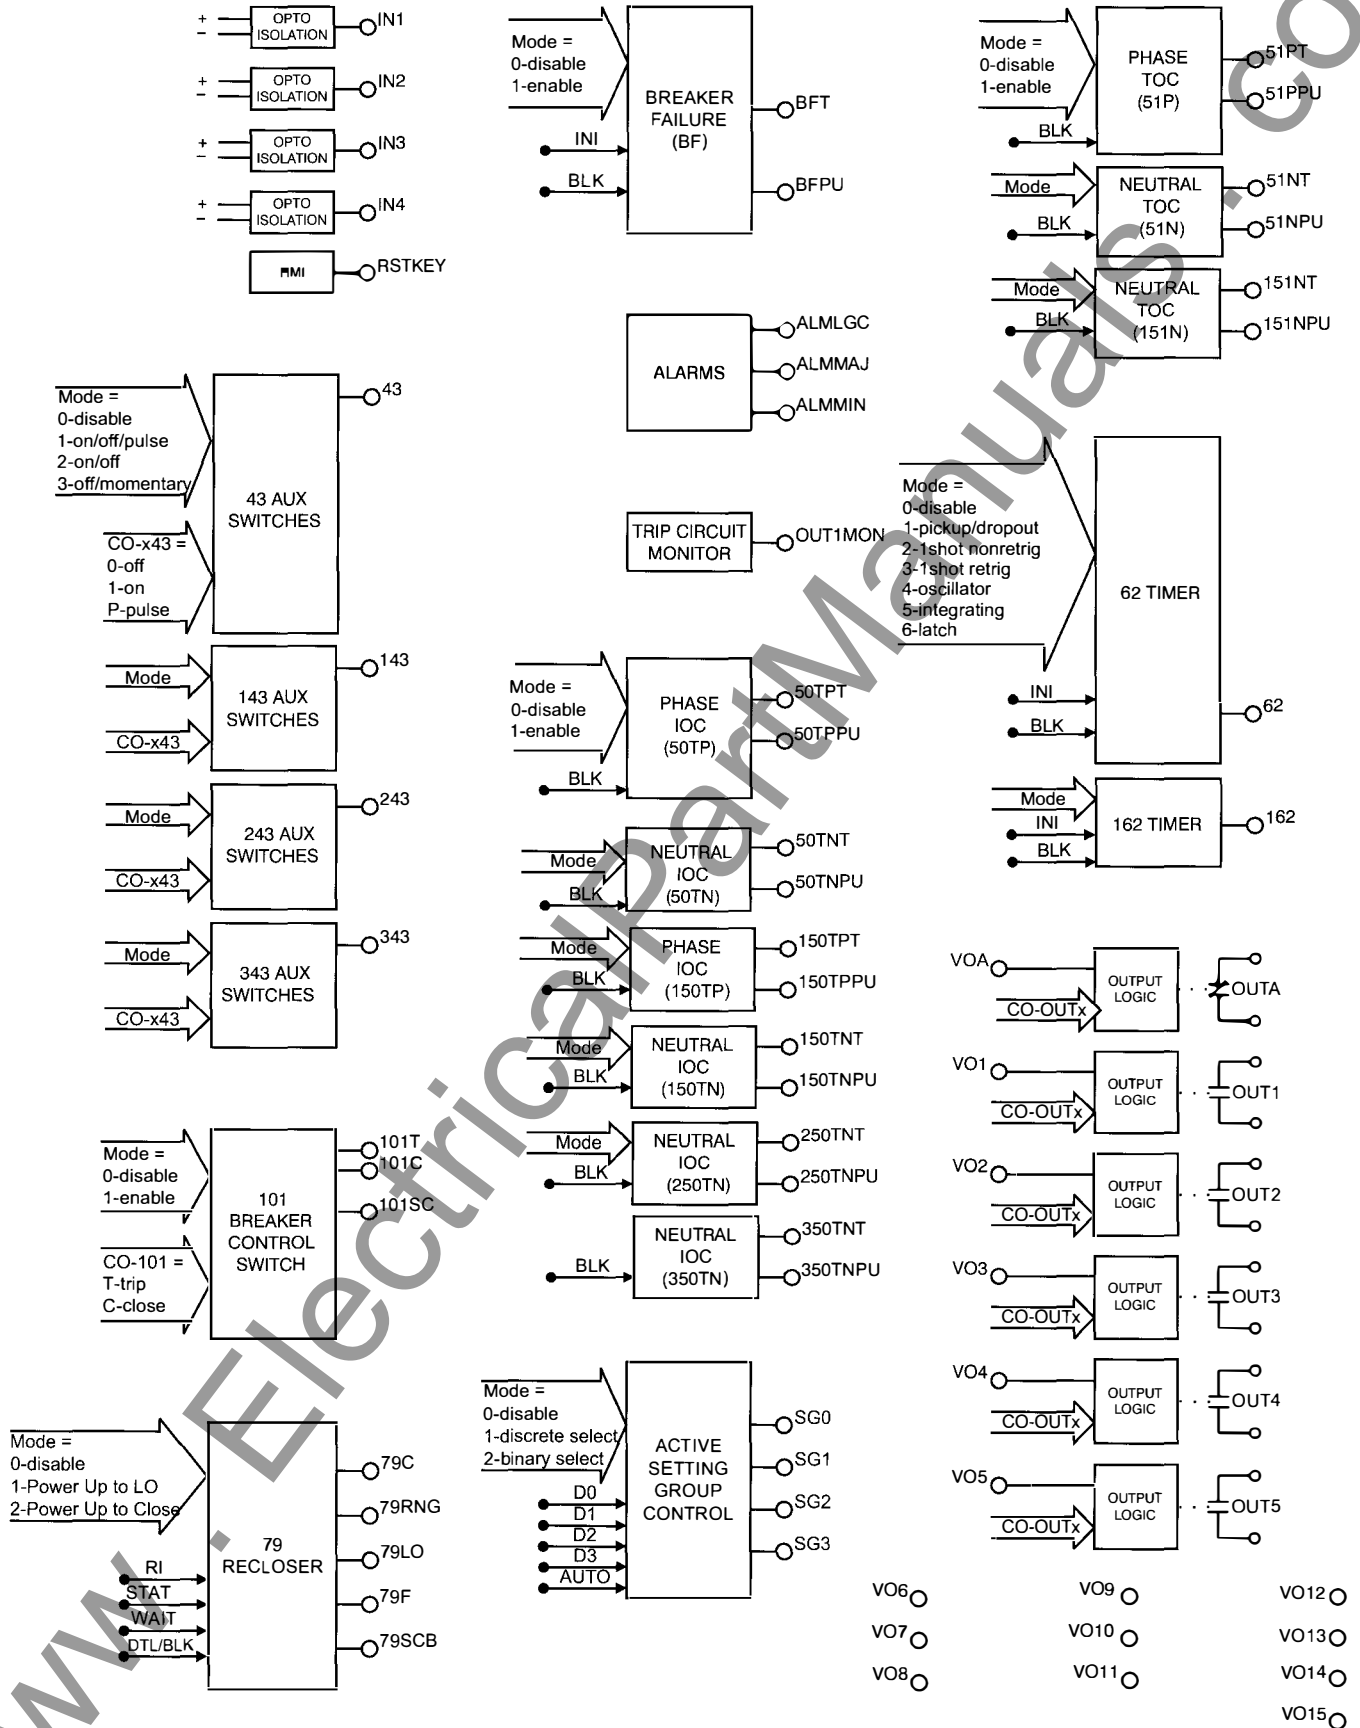 +
−
OPTO
ISOLATION
IN1
+
−
OPTO
ISOLATION
IN2
+
−
OPTO
ISOLATION
IN3
+
−
OPTO
ISOLATION
IN4
HMI
RSTKEY
Mode =
0-disable
1-on/off/pulse
2-on/off
3-off/momentary
CO-x43 =
0-off
1-on
P-pulse
43 AUX
SWITCHES
43
Mode
CO-x43
143 AUX
SWITCHES
143
Mode
CO-x43
243 AUX
SWITCHES
243
Mode
CO-x43
343 AUX
SWITCHES
343
Mode =
0-disable
1-enable
CO-101 =
T-trip
C-close
101
BREAKER
CONTROL
SWITCH
101T
101C
101SC
Mode =
0-disable
1-Power Up to LO
2-Power Up to Close
RI
STAT
WAIT
DTL/BLK
79
RECLOSER
79C
79RNG
79LO
79F
79SCB
Mode =
0-disable
1-enable
INI
BLK
BREAKER
FAILURE
(BF)
BFT
BFPU
ALARMS
ALMLGC
ALMMAJ
ALMMIN
TRIP CIRCUIT
MONITOR
OUT1MON
Mode =
0-disable
1-enable
BLK
PHASE
IOC
(50TP)
50TPT
50TPPU
Mode
BLK
NEUTRAL
IOC
(50TN)
50TNT
50TNPU
Mode
BLK
PHASE
IOC
(150TP)
150TPT
150TPPU
Mode
BLK
NEUTRAL
IOC
(150TN)
150TNT
150TNPU
Mode
BLK
NEUTRAL
IOC
(250TN)
250TNT
250TNPU
BLK
NEUTRAL
IOC
(350TN)
350TNT
350TNPU
Mode =
0-disable
1-discrete select
2-binary select
D0
D1
D2
D3
AUTO
ACTIVE
SETTING
GROUP
CONTROL
SG0
SG1
SG2
SG3
Mode =
0-disable
1-enable
BLK
PHASE
TOC
(51P)
51PT
51PPU
Mode
BLK
NEUTRAL
TOC
(51N)
51NT
51NPU
Mode
BLK
NEUTRAL
TOC
(151N)
151NT
151NPU
Mode =
0-disable
1-pickup/dropout
2-1shot nonretrig
3-1shot retrig
4-oscillator
5-integrating
6-latch
INI
BLK
62 TIMER
62
Mode
INI
BLK
162 TIMER
162
VOA
CO-OUTx
OUTPUT
LOGIC
OUTA
VO1
CO-OUTx
OUTPUT
LOGIC
OUT1
VO2
CO-OUTx
OUTPUT
LOGIC
OUT2
VO3
CO-OUTx
OUTPUT
LOGIC
OUT3
VO4
CO-OUTx
OUTPUT
LOGIC
OUT4
VO5
CO-OUTx
OUTPUT
LOGIC
OUT5
VO6
VO9
VO12
VO7
VO10
VO13
VO8
VO11
VO14
VO15
ww . ElectricalPartManuals . co